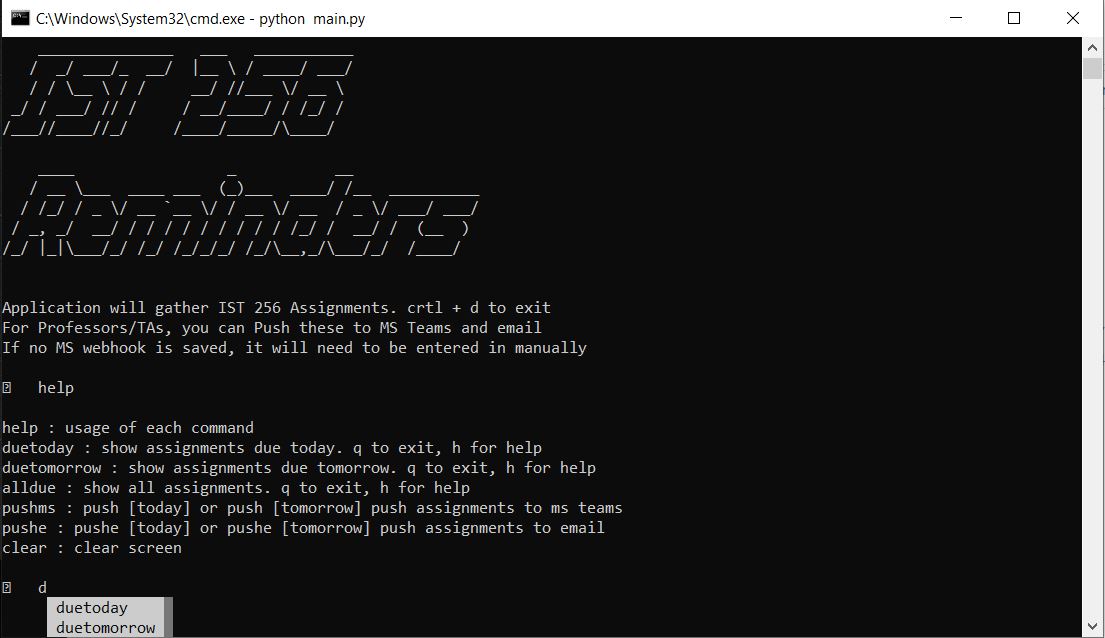 C:\Windows\System32\cmd.exe - python  main.py
IST 256
Reminders
Application will gather IST 256 Assignments. crtl + d to exit
For Professors/TAs, you can Push these to MS Teams and email
If no MS webhook is saved, it will need to be entered in manually
help
help : usage of each command
duetoday : show assignments due today. q to exit, h for help
duetomorrow : show assignments due tomorrow. q to exit, h for help
alldue : show all assignments. q to exit, h for help
pushms : push [today] or push [tomorrow] push assignments to ms teams
pushe : pushe [today] or pushe [tomorrow] push assignments to email
clear : clear screen
d
duetoday
duetomorrow